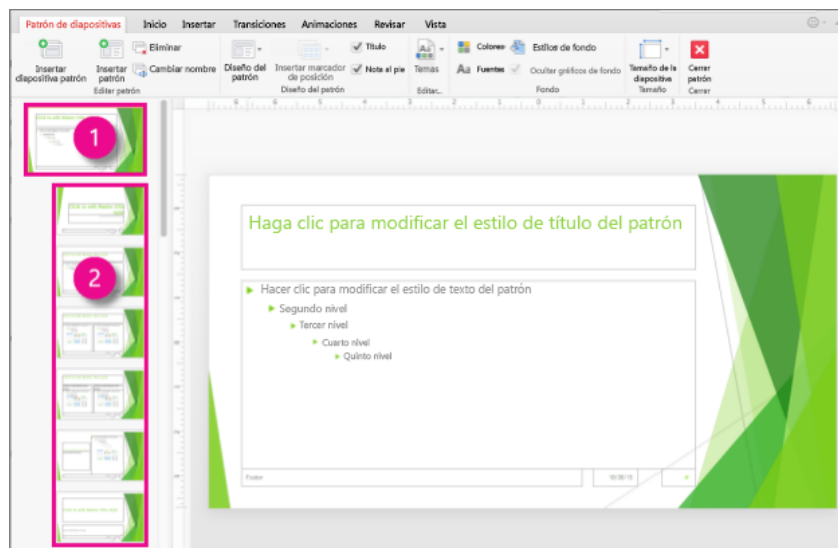 Patrón de diapositivas Inicio Insertar Transiciones Animaciones Revisar Vista
Insertar diapositiva patrón
Insertar patrón
Eliminar
Cambiar nombre
Editar patrón
Diseño del patrón
Insertar marcador de posición
Título
Nota al pie
Diseño del patrón
Temas
Editar...
Colores
Fuentes
Estilos de fondo
Ocultar gráficos de fondo
Fondo
Tamaño de la diapositiva
Tamaño
Cerrar patrón
Cerrar
1
2
Haga clic para modificar el estilo de título del patrón
Hacer clic para modificar el estilo de texto del patrón
Segundo nivel
Tercer nivel
Cuarto nivel
Quinto nivel
Footer